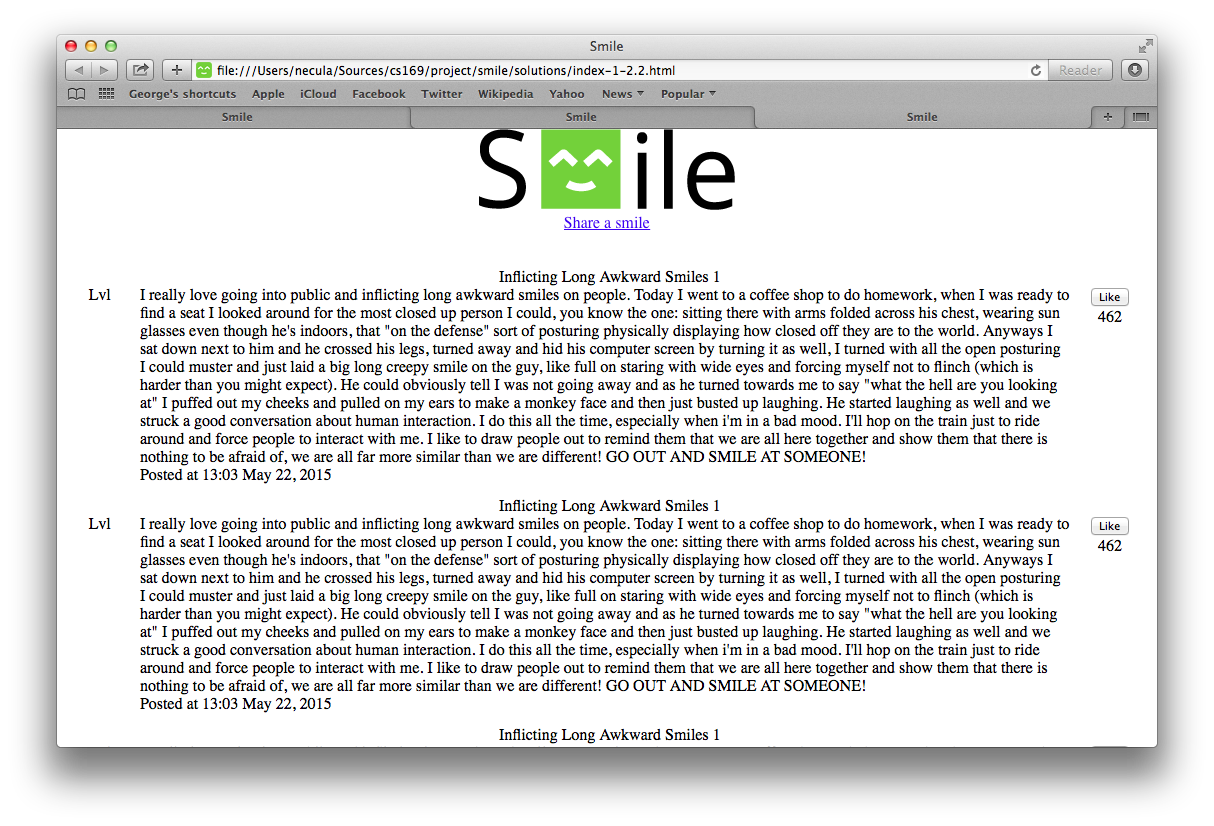 Smile
file:///Users/necula/Sources/cs169/project/smile/solutions/index-1-2.2.html
Reader
George's shortcuts Apple iCloud Facebook Twitter Wikipedia Yahoo News Popular
Smile Smile Smile
Smile
Share a smile
Inflicting Long Awkward Smiles 1
Lvl I really love going into public and inflicting long awkward smiles on people. Today I went to a coffee shop to do homework, when I was ready to Like
find a seat I looked around for the most closed up person I could, you know the one: sitting there with arms folded across his chest, wearing sun 462
glasses even though he's indoors, that "on the defense" sort of posturing physically displaying how closed off they are to the world. Anyways I
sat down next to him and he crossed his legs, turned away and hid his computer screen by turning it as well, I turned with all the open posturing
I could muster and just laid a big long creepy smile on the guy, like full on staring with wide eyes and forcing myself not to flinch (which is
harder than you might expect). He could obviously tell I was not going away and as he turned towards me to say "what the hell are you looking
at" I puffed out my cheeks and pulled on my ears to make a monkey face and then just busted up laughing. He started laughing as well and we
struck a good conversation about human interaction. I do this all the time, especially when i'm in a bad mood. I'll hop on the train just to ride
around and force people to interact with me. I like to draw people out to remind them that we are all here together and show them that there is
nothing to be afraid of, we are all far more similar than we are different! GO OUT AND SMILE AT SOMEONE!
Posted at 13:03 May 22, 2015
Inflicting Long Awkward Smiles 1
Lvl I really love going into public and inflicting long awkward smiles on people. Today I went to a coffee shop to do homework, when I was ready to Like
find a seat I looked around for the most closed up person I could, you know the one: sitting there with arms folded across his chest, wearing sun 462
glasses even though he's indoors, that "on the defense" sort of posturing physically displaying how closed off they are to the world. Anyways I
sat down next to him and he crossed his legs, turned away and hid his computer screen by turning it as well, I turned with all the open posturing
I could muster and just laid a big long creepy smile on the guy, like full on staring with wide eyes and forcing myself not to flinch (which is
harder than you might expect). He could obviously tell I was not going away and as he turned towards me to say "what the hell are you looking
at" I puffed out my cheeks and pulled on my ears to make a monkey face and then just busted up laughing. He started laughing as well and we
struck a good conversation about human interaction. I do this all the time, especially when i'm in a bad mood. I'll hop on the train just to ride
around and force people to interact with me. I like to draw people out to remind them that we are all here together and show them that there is
nothing to be afraid of, we are all far more similar than we are different! GO OUT AND SMILE AT SOMEONE!
Posted at 13:03 May 22, 2015
Inflicting Long Awkward Smiles 1